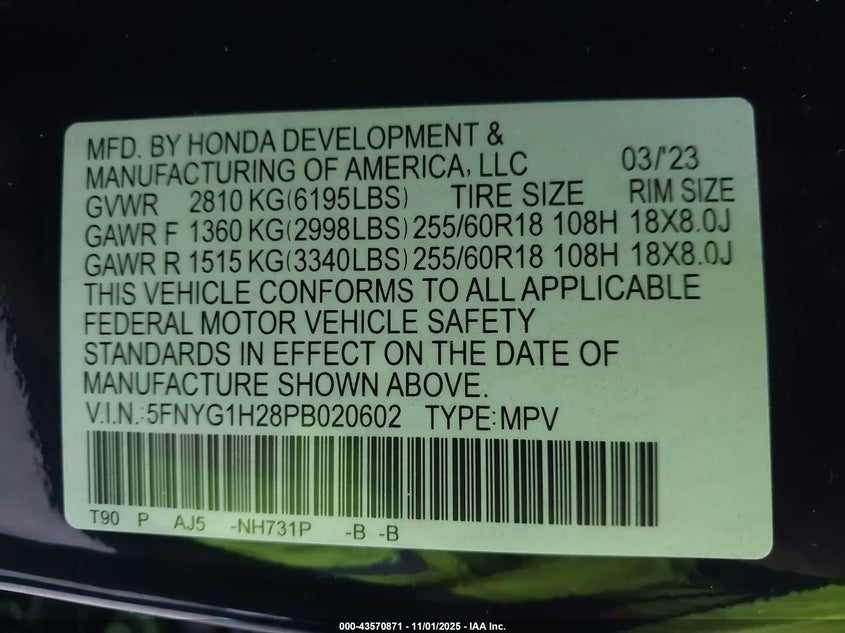 MFD. BY HONDA DEVELOPMENT &
MANUFACTURING OF AMERICA, LLC 03/'23
GVWR 2810 KG(6195LBS) TIRE SIZE RIM SIZE
GAWR F 1360 KG(2998LBS) 255/60R18 108H 18X8.0J
GAWR R 1515 KG(3340LBS) 255/60R18 108H 18X8.0J
THIS VEHICLE CONFORMS TO ALL APPLICABLE
FEDERAL MOTOR VEHICLE SAFETY
STANDARDS IN EFFECT ON THE DATE OF
MANUFACTURE SHOWN ABOVE.
V.I.N.:5FNYG1H28PB020602 TYPE:MPV
T90 P AJ5 -NH731P -B -B
000-43570871 - 11/01/2025 - IAA Inc.